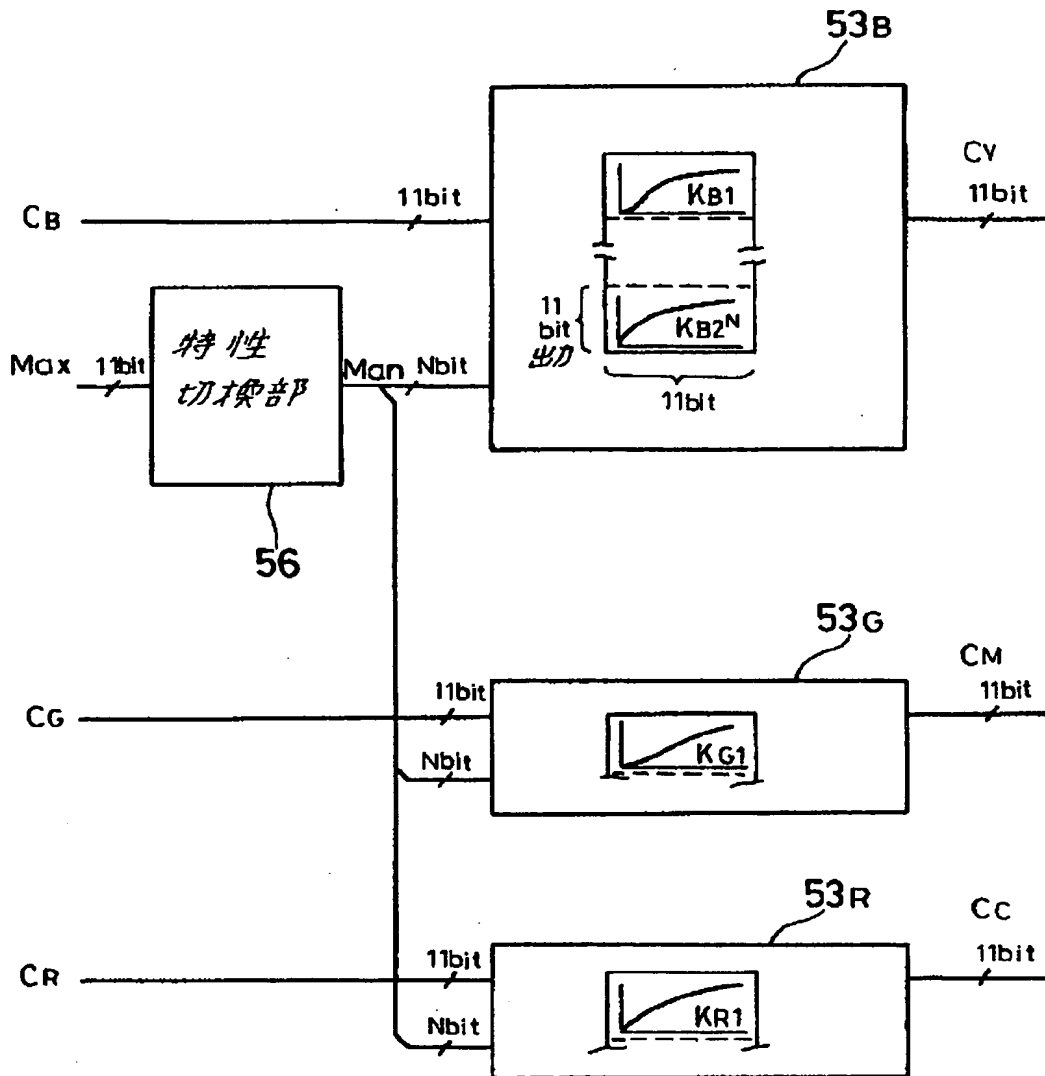 53B
CB
11bit
KB1
KB2N
11
bit
出力
11bit
CY
11bit
Max
11bit
特性
切換部
Man
Nbit
56
53G
CG
11bit
Nbit
KG1
CM
11bit
53R
CR
11bit
Nbit
KR1
CC
11bit